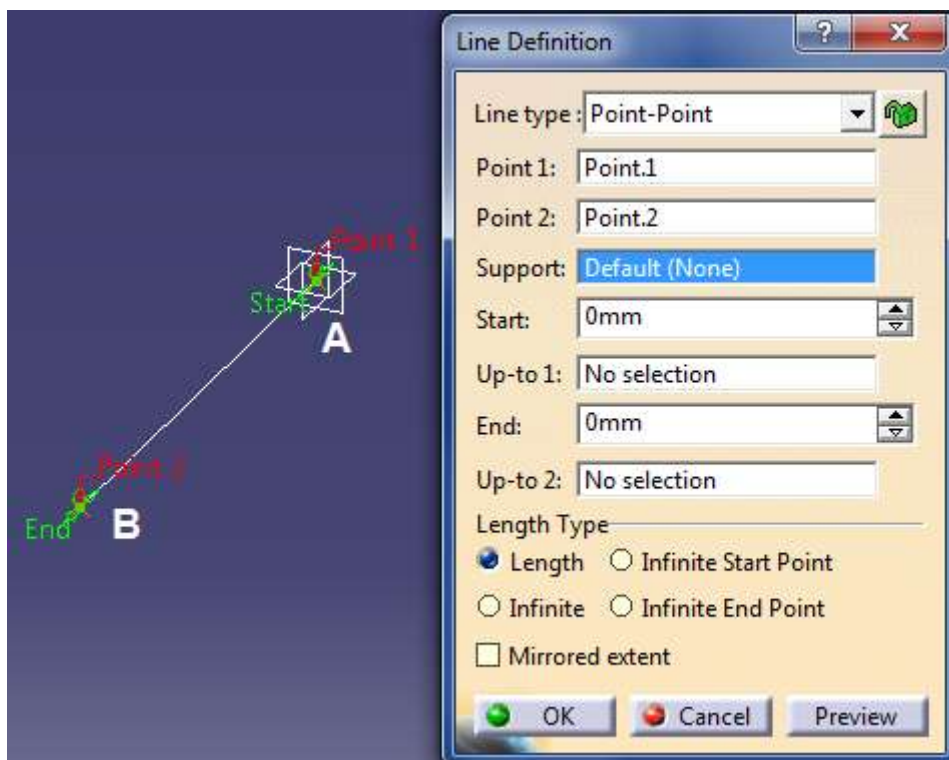 Line Definition
?
X
Line type : Point-Point
Point 1: Point.1
Point 2: Point.2
Support: Default (None)
Start: 0mm
Up-to 1: No selection
End: 0mm
Up-to 2: No selection
Length Type
Length
Infinite Start Point
Infinite
Infinite End Point
Mirrored extent
OK
Cancel
Preview
Point 1
Start
A
Point 2
End
B